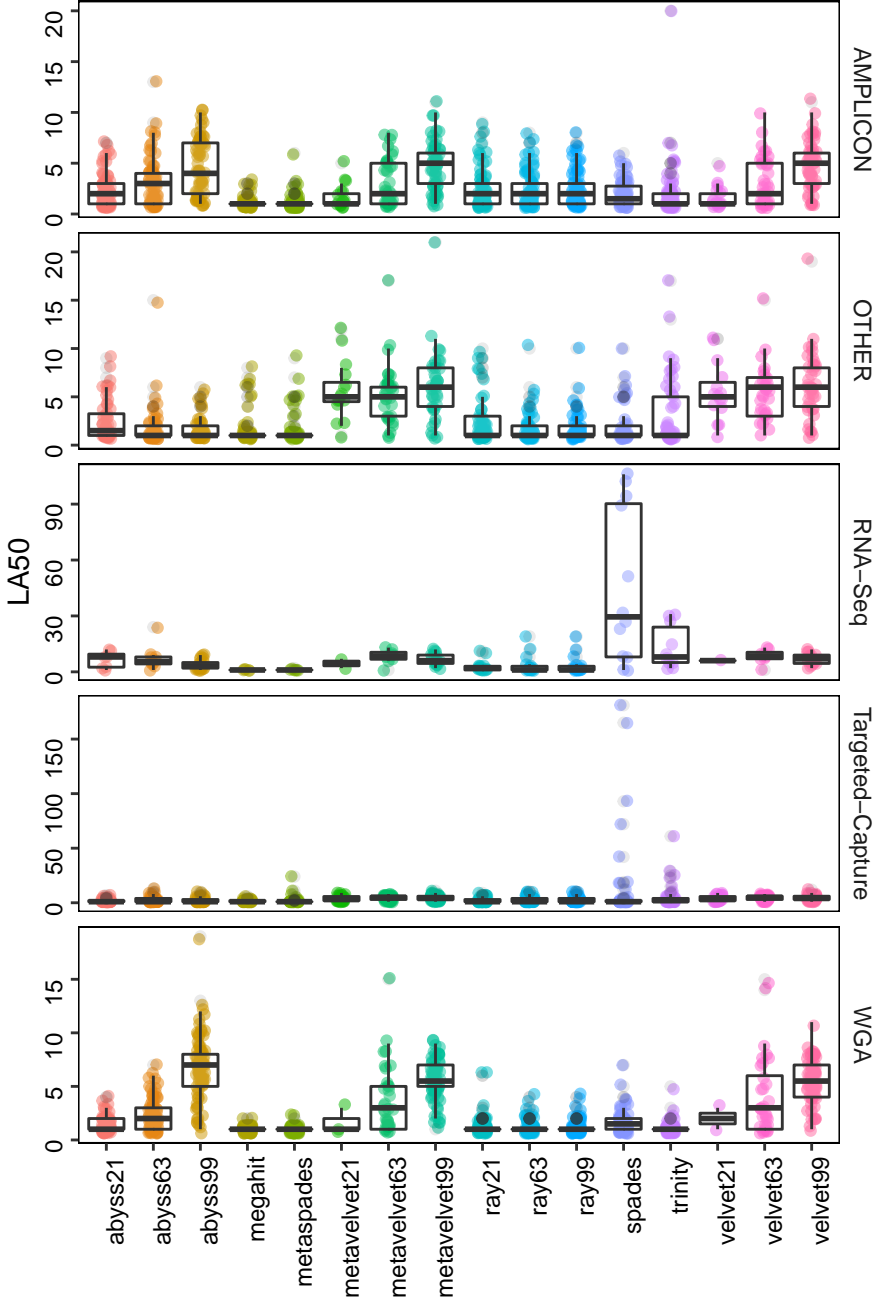 LA50
20
15
10
5
0
AMPLICON
20
15
10
5
0
OTHER
90
60
30
0
RNA−Seq
150
100
50
0
Targeted−Capture
15
10
5
0
WGA
abyss21
abyss63
abyss99
megahit
metaspades
metavelvet21
metavelvet63
metavelvet99
ray21
ray63
ray99
spades
trinity
velvet21
velvet63
velvet99